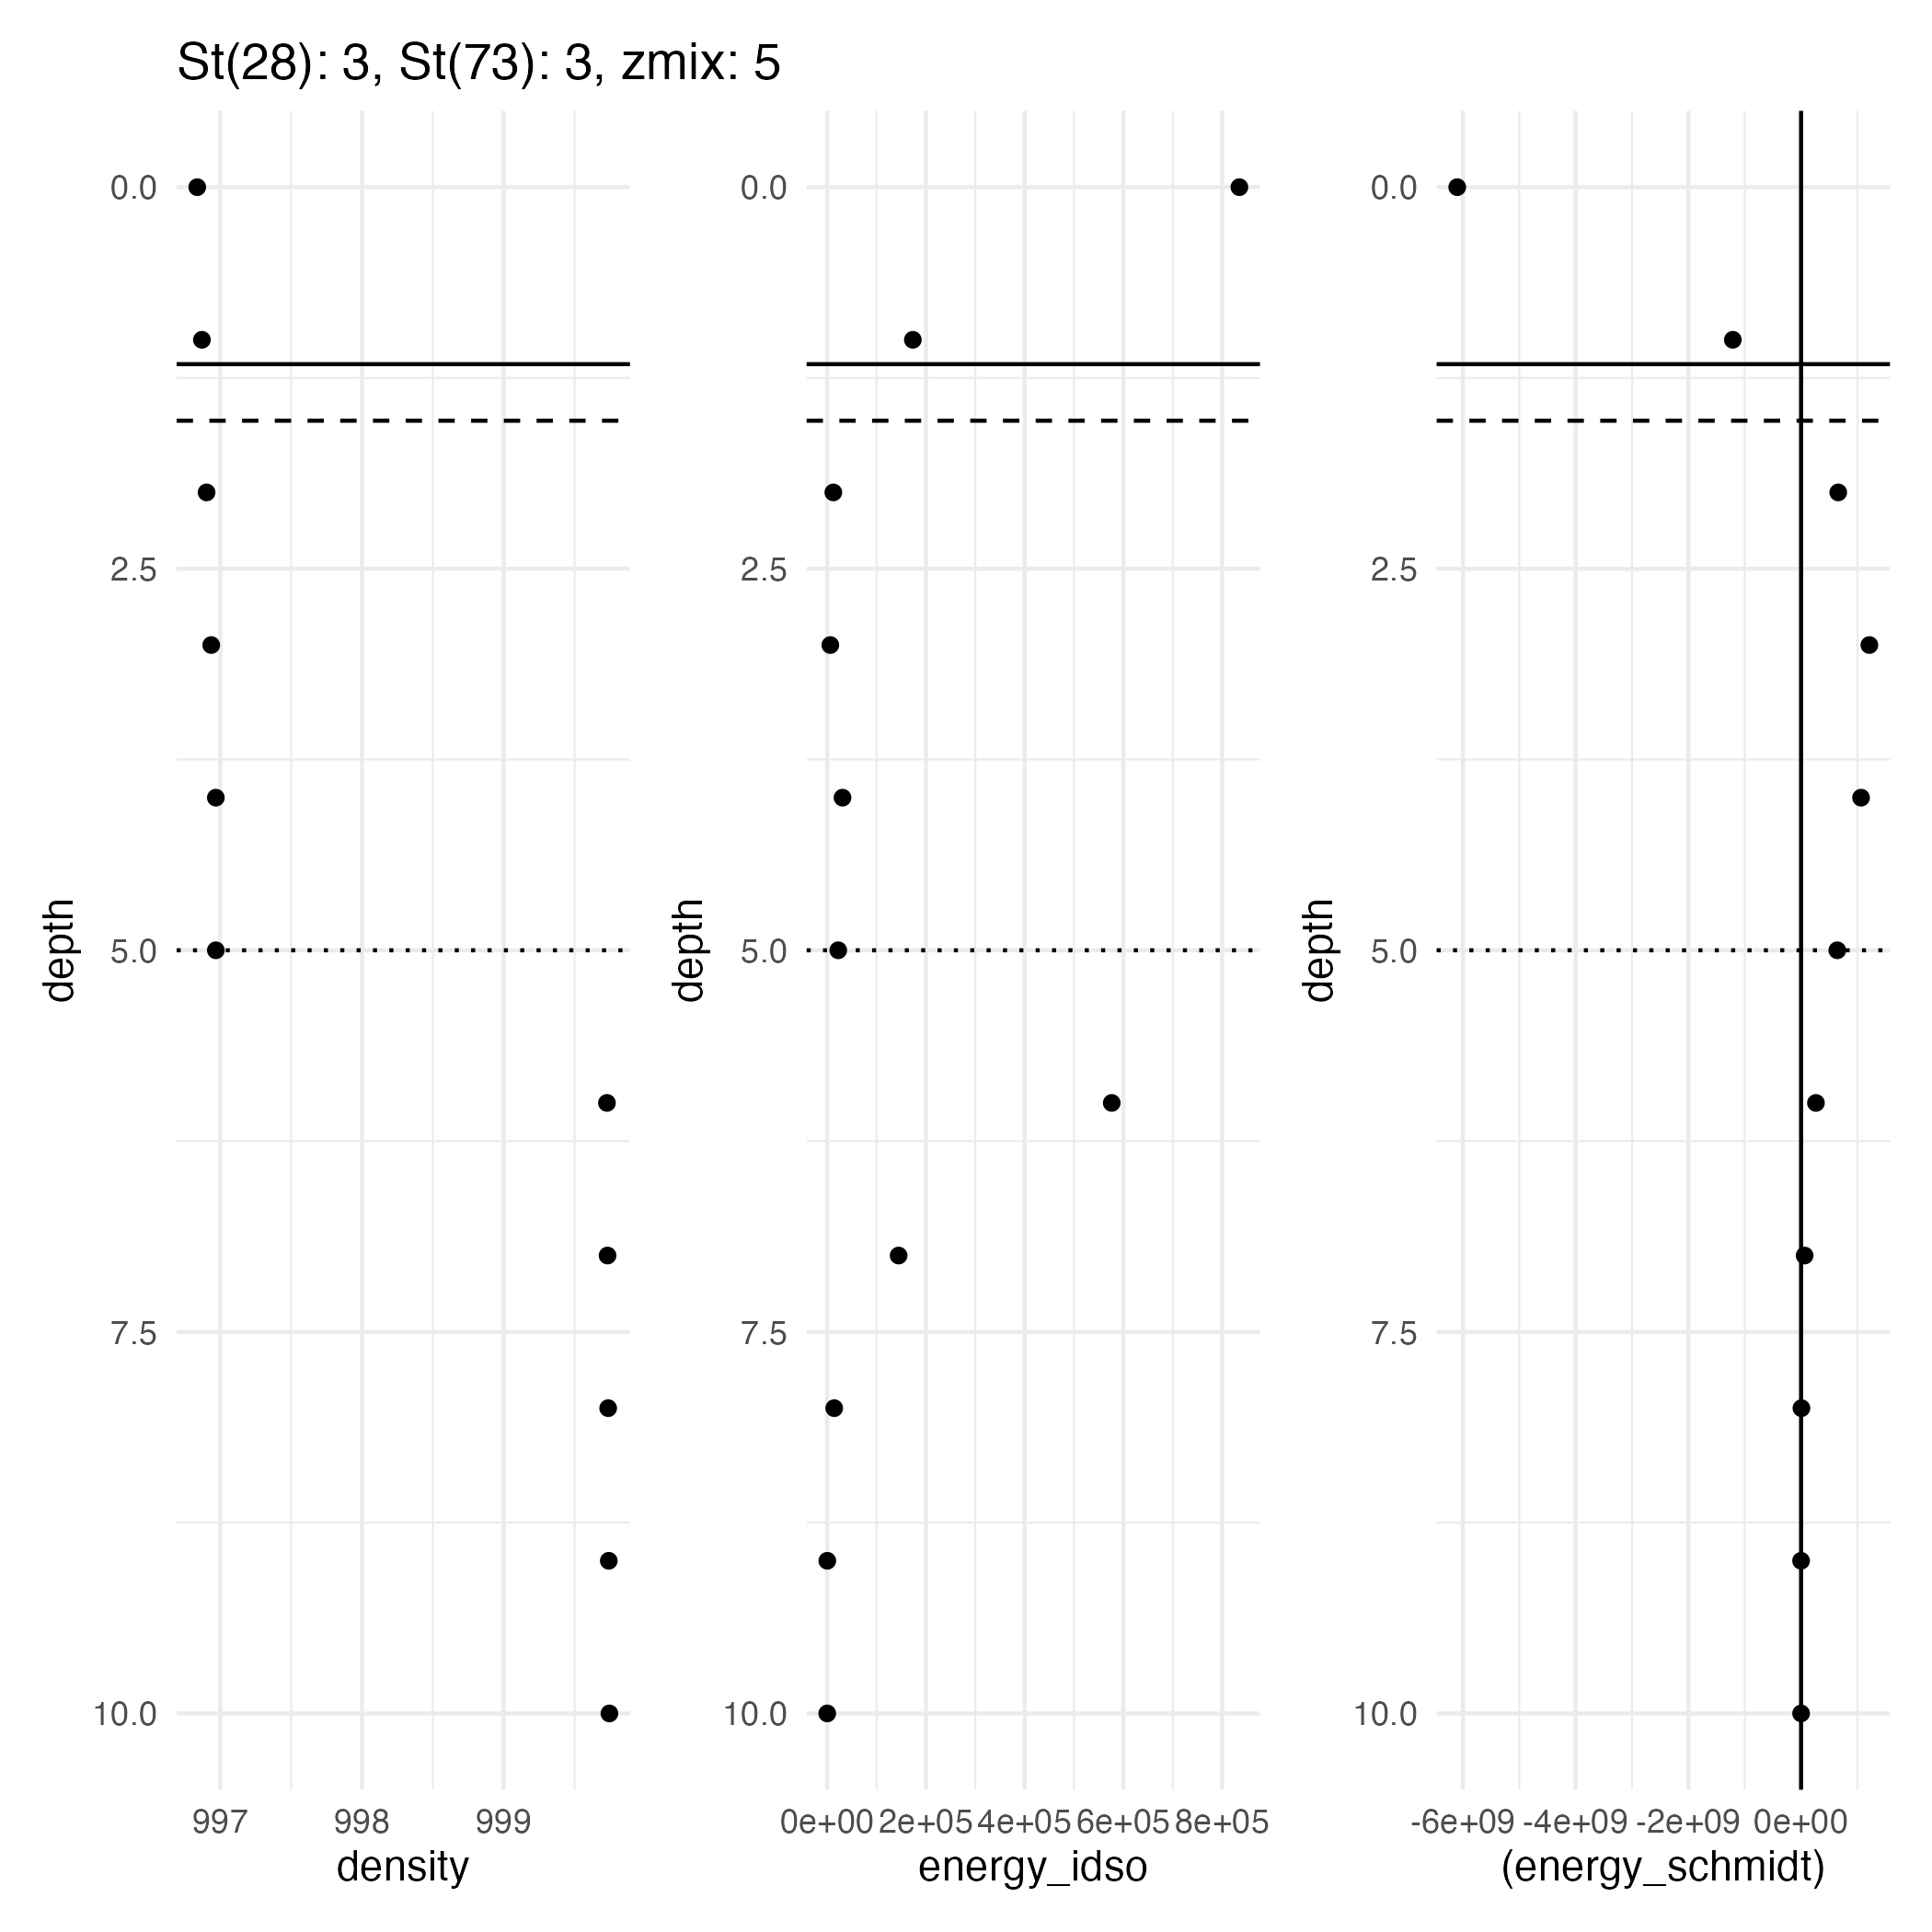 St(28): 3, St(73): 3, zmix: 5
0.0
2.5
5.0
7.5
10.0
depth
997 998 999
density
0.0
2.5
5.0
7.5
10.0
depth
0e+00 2e+05 4e+05 6e+05 8e+05
energy_idso
0.0
2.5
5.0
7.5
10.0
depth
-6e+09 -4e+09 -2e+09 0e+00
(energy_schmidt)